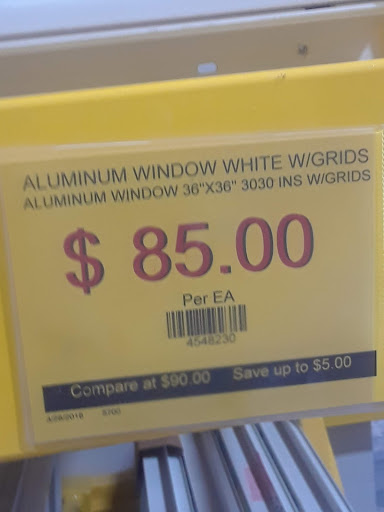 ALUMINUM WINDOW WHITE W/GRIDS
ALUMINUM WINDOW 36"X36" 3030 INS W/GRIDS
$ 85.00
Per EA
4548230
Compare at $90.00 Save up to $5.00